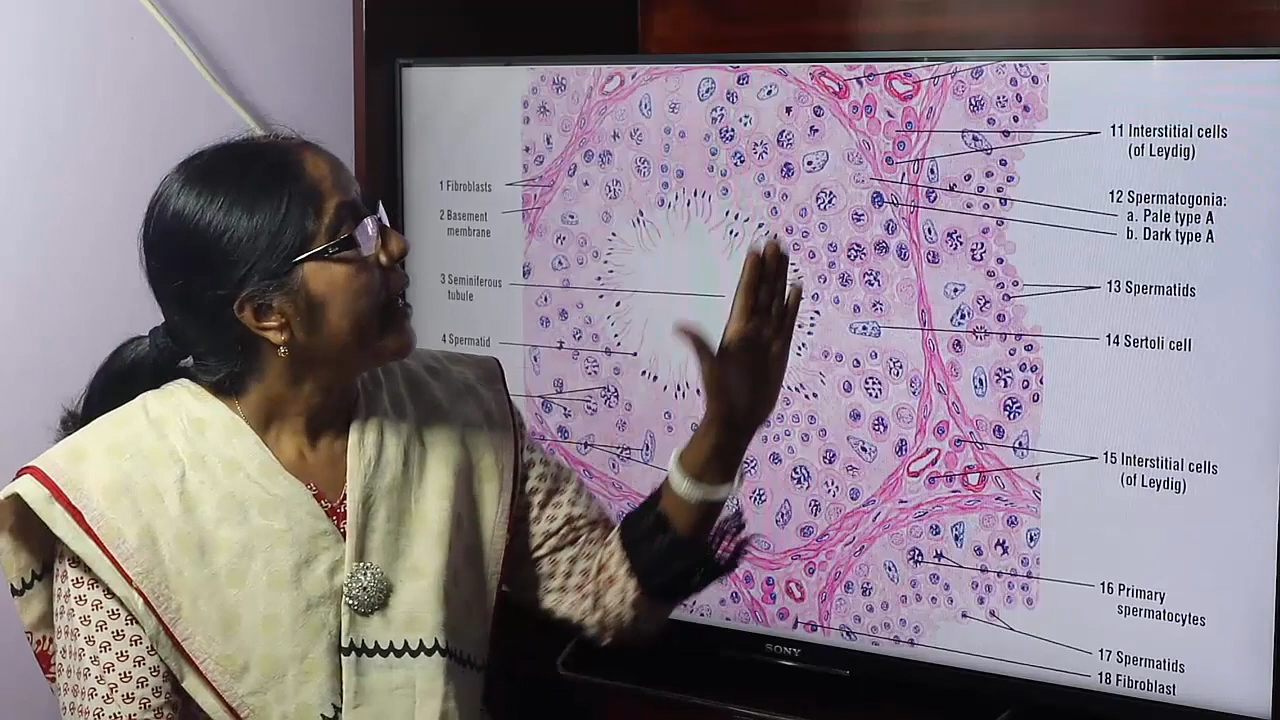 1 Fibroblasts
2 Basement
membrane
3 Seminiferous
tubule
4 Spermatid
11 Interstitial cells
(of Leydig)
12 Spermatogonia:
a. Pale type A
b. Dark type A
13 Spermatids
14 Sertoli cell
15 Interstitial cells
(of Leydig)
16 Primary
spermatocytes
17 Spermatids
18 Fibroblast
SONY